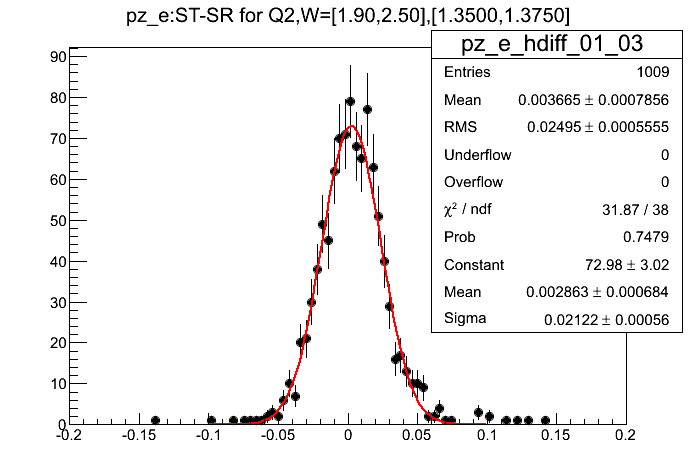 pz_e:ST-SR for Q2,W=[1.90,2.50],[1.3500,1.3750]
pz_e_hdiff_01_03
Entries 1009
Mean 0.003665 ± 0.0007856
RMS 0.02495 ± 0.0005555
Underflow 0
Overflow 0
χ² / ndf 31.87 / 38
Prob 0.7479
Constant 72.98 ± 3.02
Mean 0.002863 ± 0.000684
Sigma 0.02122 ± 0.00056
90
80
70
60
50
40
30
20
10
0
-0.2 -0.15 -0.1 -0.05 0 0.05 0.1 0.15 0.2